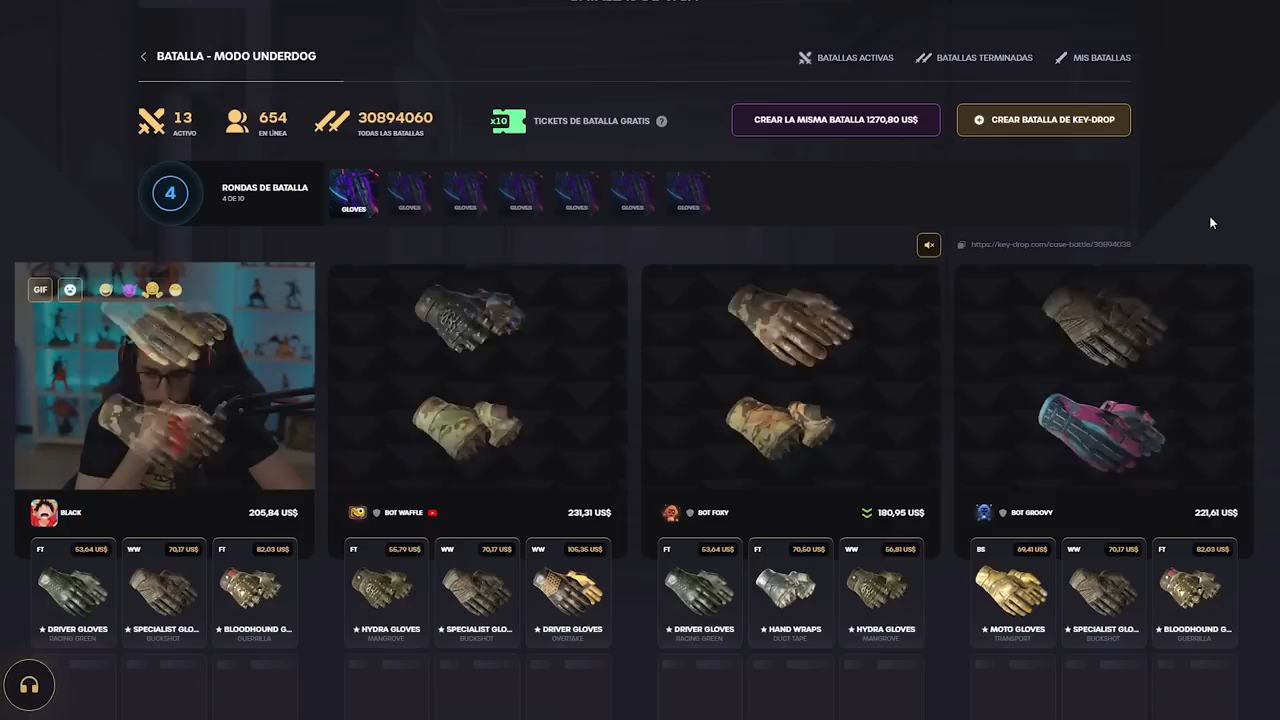 BATALLA - MODO UNDERDOG
BATALLAS ACTIVAS
BATALLAS TERMINADAS
MIS BATALLAS
13
ACTIVO
654
EN LÍNEA
30894060
TODAS LAS BATALLAS
x10
TICKETS DE BATALLA GRATIS ?
CREAR LA MISMA BATALLA 1270,80 US$
CREAR BATALLA DE KEY-DROP
4
RONDAS DE BATALLA
4 DE 10
GLOVES
GLOVES
GLOVES
GLOVES
GLOVES
GLOVES
GLOVES
https://key-drop.com/case-battle/30894038
GIF
BLACK
205,84 US$
BOT WAFFLE
231,31 US$
BOT FOXY
180,95 US$
BOT GROOVY
221,61 US$
FT 53,64 US$
★ DRIVER GLOVES
RACING GREEN
WW 70,17 US$
★ SPECIALIST GLO...
BUCKSHOT
FT 82,03 US$
★ BLOODHOUND G...
GUERRILLA
FT 55,79 US$
★ HYDRA GLOVES
MANGROVE
WW 70,17 US$
★ SPECIALIST GLO...
BUCKSHOT
WW 105,35 US$
★ DRIVER GLOVES
OVERTAKE
FT 53,64 US$
★ DRIVER GLOVES
RACING GREEN
FT 70,50 US$
★ HAND WRAPS
DUCT TAPE
WW 56,81 US$
★ HYDRA GLOVES
MANGROVE
BS 69,41 US$
★ MOTO GLOVES
TRANSPORT
WW 70,17 US$
★ SPECIALIST GLO...
BUCKSHOT
FT 82,03 US$
★ BLOODHOUND G...
GUERRILLA